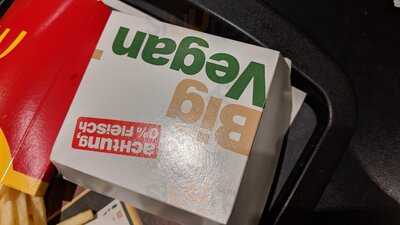 Big
Vegan
achtung,
0% Fleisch